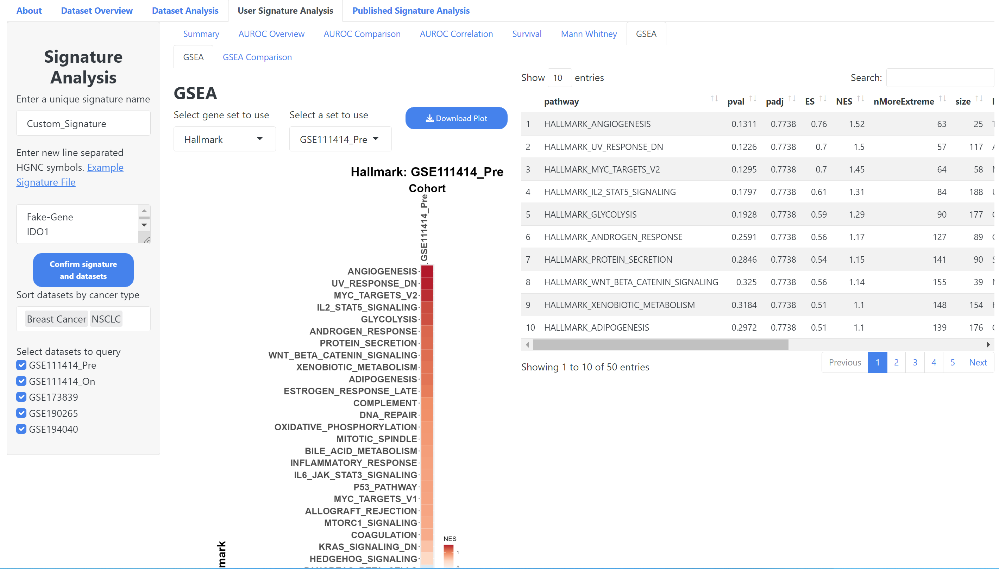 About Dataset Overview Dataset Analysis User Signature Analysis Published Signature Analysis
Summary AUROC Overview AUROC Comparison AUROC Correlation Survival Mann Whitney GSEA
GSEA GSEA Comparison
Signature
Analysis
Enter a unique signature name
Custom_Signature
Enter new line separated
HGNC symbols. Example
Signature File
Fake-Gene
IDO1
Confirm signature
and datasets
Sort datasets by cancer type
Breast Cancer NSCLC
Select datasets to query
GSE111414_Pre
GSE111414_On
GSE173839
GSE190265
GSE194040
GSEA
Select gene set to use Select a set to use
Hallmark GSE111414_Pre
Download Plot
Hallmark: GSE111414_Pre
Cohort
GSE111414_Pre
ANGIOGENESIS
UV_RESPONSE_DN
MYC_TARGETS_V2
IL2_STAT5_SIGNALING
GLYCOLYSIS
ANDROGEN_RESPONSE
PROTEIN_SECRETION
WNT_BETA_CATENIN_SIGNALING
XENOBIOTIC_METABOLISM
ADIPOGENESIS
ESTROGEN_RESPONSE_LATE
COMPLEMENT
DNA_REPAIR
OXIDATIVE_PHOSPHORYLATION
MITOTIC_SPINDLE
BILE_ACID_METABOLISM
INFLAMMATORY_RESPONSE
IL6_JAK_STAT3_SIGNALING
P53_PATHWAY
MYC_TARGETS_V1
ALLOGRAFT_REJECTION
MTORC1_SIGNALING
COAGULATION
KRAS_SIGNALING_DN
HEDGEHOG_SIGNALING
mark
NES
1
0
Show 10 entries
Search:
pathway pval padj ES NES nMoreExtreme size
1 HALLMARK_ANGIOGENESIS 0.1311 0.7738 0.76 1.52 63 25
2 HALLMARK_UV_RESPONSE_DN 0.1226 0.7738 0.7 1.5 57 117
3 HALLMARK_MYC_TARGETS_V2 0.1295 0.7738 0.7 1.45 64 58
4 HALLMARK_IL2_STAT5_SIGNALING 0.1797 0.7738 0.61 1.31 84 188
5 HALLMARK_GLYCOLYSIS 0.1928 0.7738 0.59 1.29 90 177
6 HALLMARK_ANDROGEN_RESPONSE 0.2591 0.7738 0.56 1.17 127 89
7 HALLMARK_PROTEIN_SECRETION 0.2846 0.7738 0.54 1.15 141 90
8 HALLMARK_WNT_BETA_CATENIN_SIGNALING 0.325 0.7738 0.56 1.14 155 39
9 HALLMARK_XENOBIOTIC_METABOLISM 0.3184 0.7738 0.51 1.1 148 154
10 HALLMARK_ADIPOGENESIS 0.2972 0.7738 0.51 1.1 139 176
Showing 1 to 10 of 50 entries
Previous 1 2 3 4 5 Next